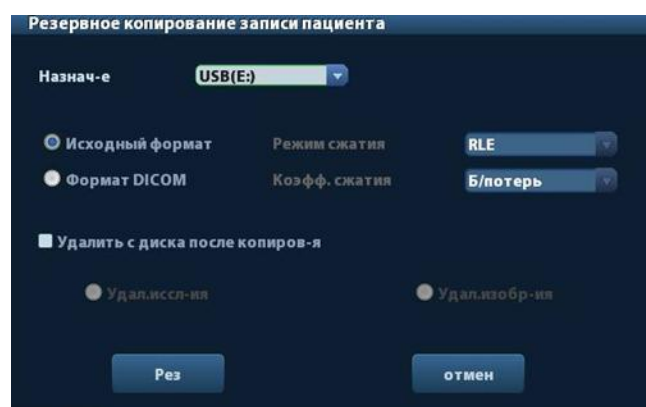 Резервное копирование записи пациента
Назнач-е USB(E:)
Исходный формат Режим сжатия RLE
Формат DICOM Коэфф. сжатия Б/потерь
Удалить с диска после копиров-я
Удал.иссл-ия Удал.изобр-ия
Рез отмен